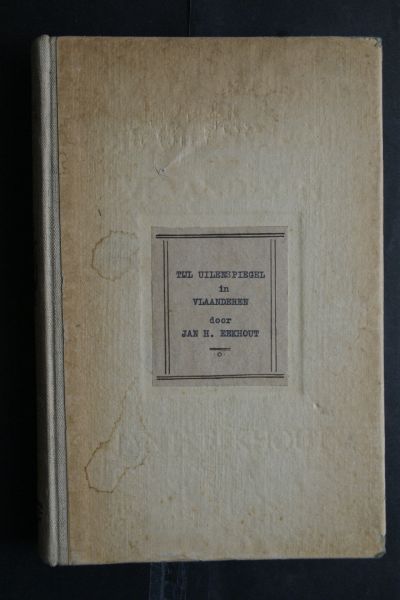 TIJL UILENSPIEGEL
in
VLAANDEREN
door
JAN H. EEKHOUT